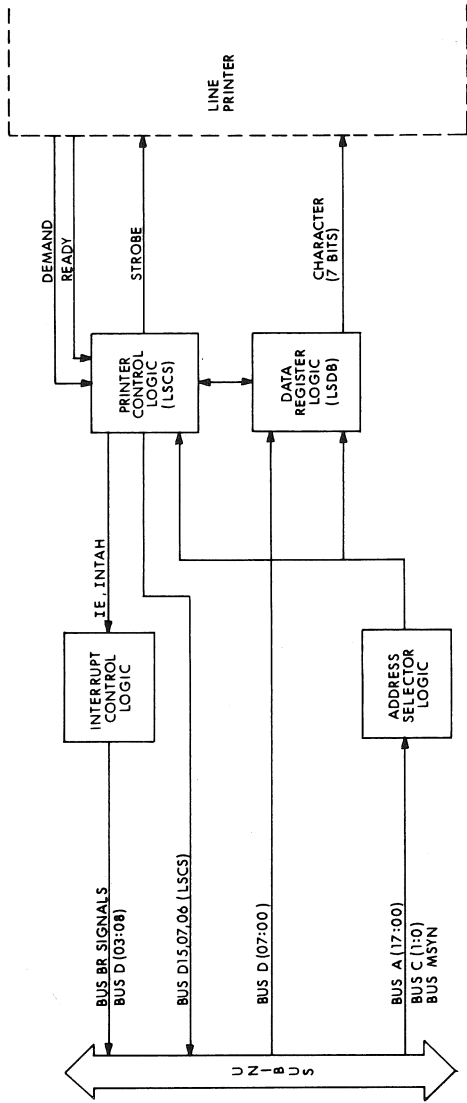 LINE
PRINTER
DEMAND
READY
STROBE
CHARACTER
(7 BITS)
PRINTER
CONTROL
LOGIC
(LSCS)
DATA
REGISTER
LOGIC
(LSDB)
IE, INTAH
INTERRUPT
CONTROL
LOGIC
ADDRESS
SELECTOR
LOGIC
BUS BR SIGNALS
BUS D (03:08)
BUS D15,07,06 (LSCS)
BUS D (07:00)
BUS A (17:00)
BUS C (1:0)
BUS MSYN
UNIBUS